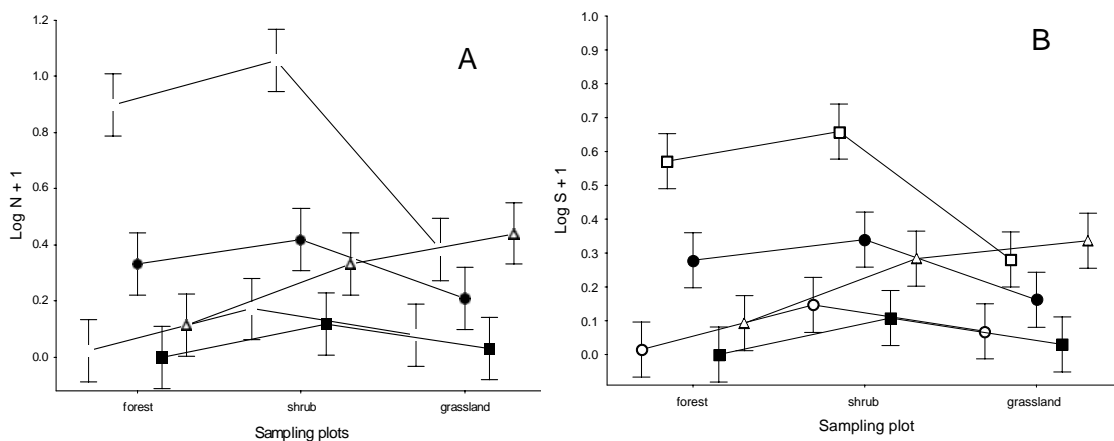 A
Log N + 1
1.2
1.0
0.8
0.6
0.4
0.2
0.0
forest shrub grassland
Sampling plots
B
Log S + 1
1.0
0.9
0.8
0.7
0.6
0.5
0.4
0.3
0.2
0.1
0.0
forest shrub grassland
Sampling plot